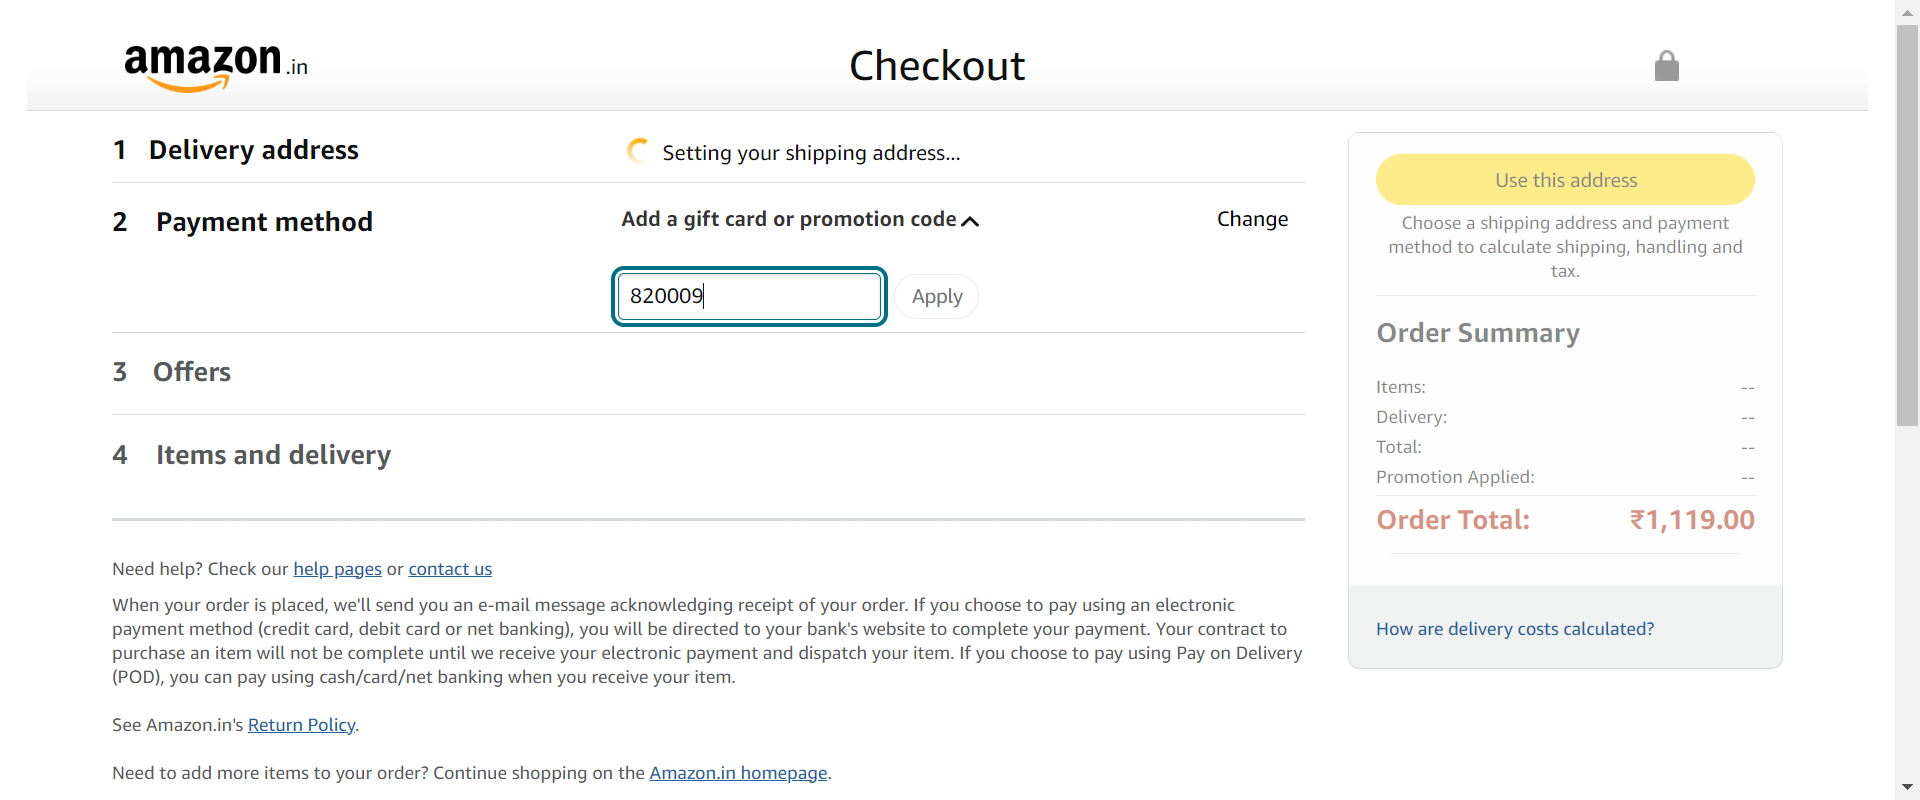 amazon.in
Checkout
1 Delivery address
Setting your shipping address...
2 Payment method
Add a gift card or promotion code
Change
820009
Apply
3 Offers
4 Items and delivery
Need help? Check our help pages or contact us
When your order is placed, we'll send you an e-mail message acknowledging receipt of your order. If you choose to pay using an electronic
payment method (credit card, debit card or net banking), you will be directed to your bank's website to complete your payment. Your contract to
purchase an item will not be complete until we receive your electronic payment and dispatch your item. If you choose to pay using Pay on Delivery
(POD), you can pay using cash/card/net banking when you receive your item.
See Amazon.in's Return Policy.
Need to add more items to your order? Continue shopping on the Amazon.in homepage.
Use this address
Choose a shipping address and payment
method to calculate shipping, handling and
tax.
Order Summary
Items: --
Delivery: --
Total: --
Promotion Applied: --
Order Total: ₹1,119.00
How are delivery costs calculated?